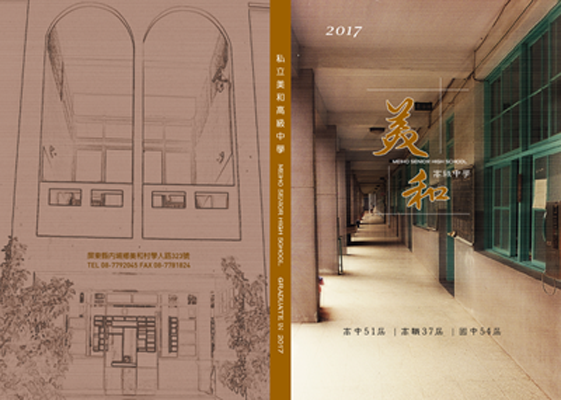 屏東縣內埔鄉美和村學人路323號
TEL 08-7792045 FAX 08-7781824
私立美和高級中學 MEIHO SENIOR HIGH SCHOOL GRADUATE IN 2017
2017
美和
MEIHO SENIOR HIGH SCHOOL
高級中學
高中51屆 | 高職37屆 | 國中54屆